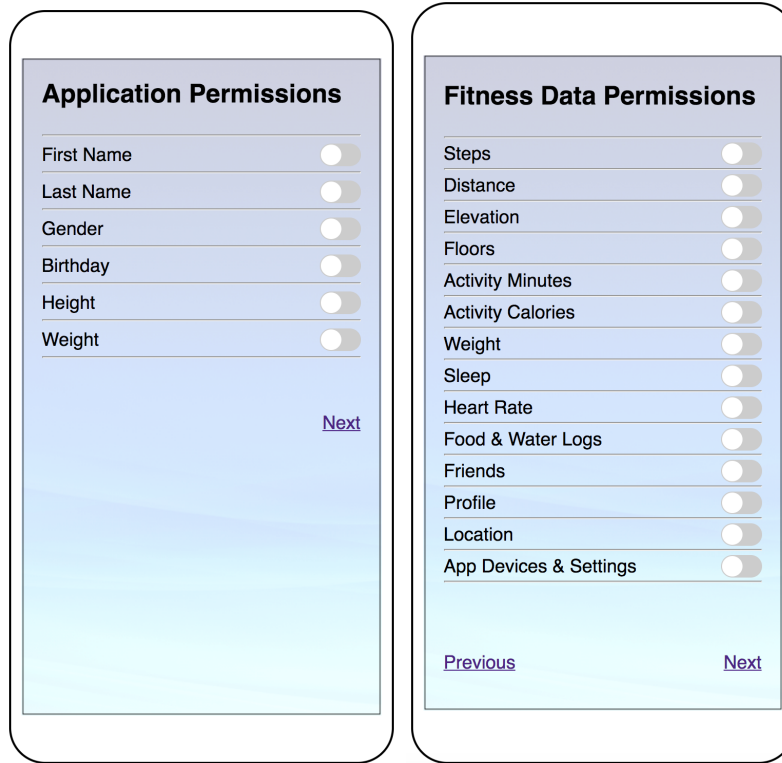 Application Permissions
First Name
Last Name
Gender
Birthday
Height
Weight
Next
Fitness Data Permissions
Steps
Distance
Elevation
Floors
Activity Minutes
Activity Calories
Weight
Sleep
Heart Rate
Food & Water Logs
Friends
Profile
Location
App Devices & Settings
Previous Next